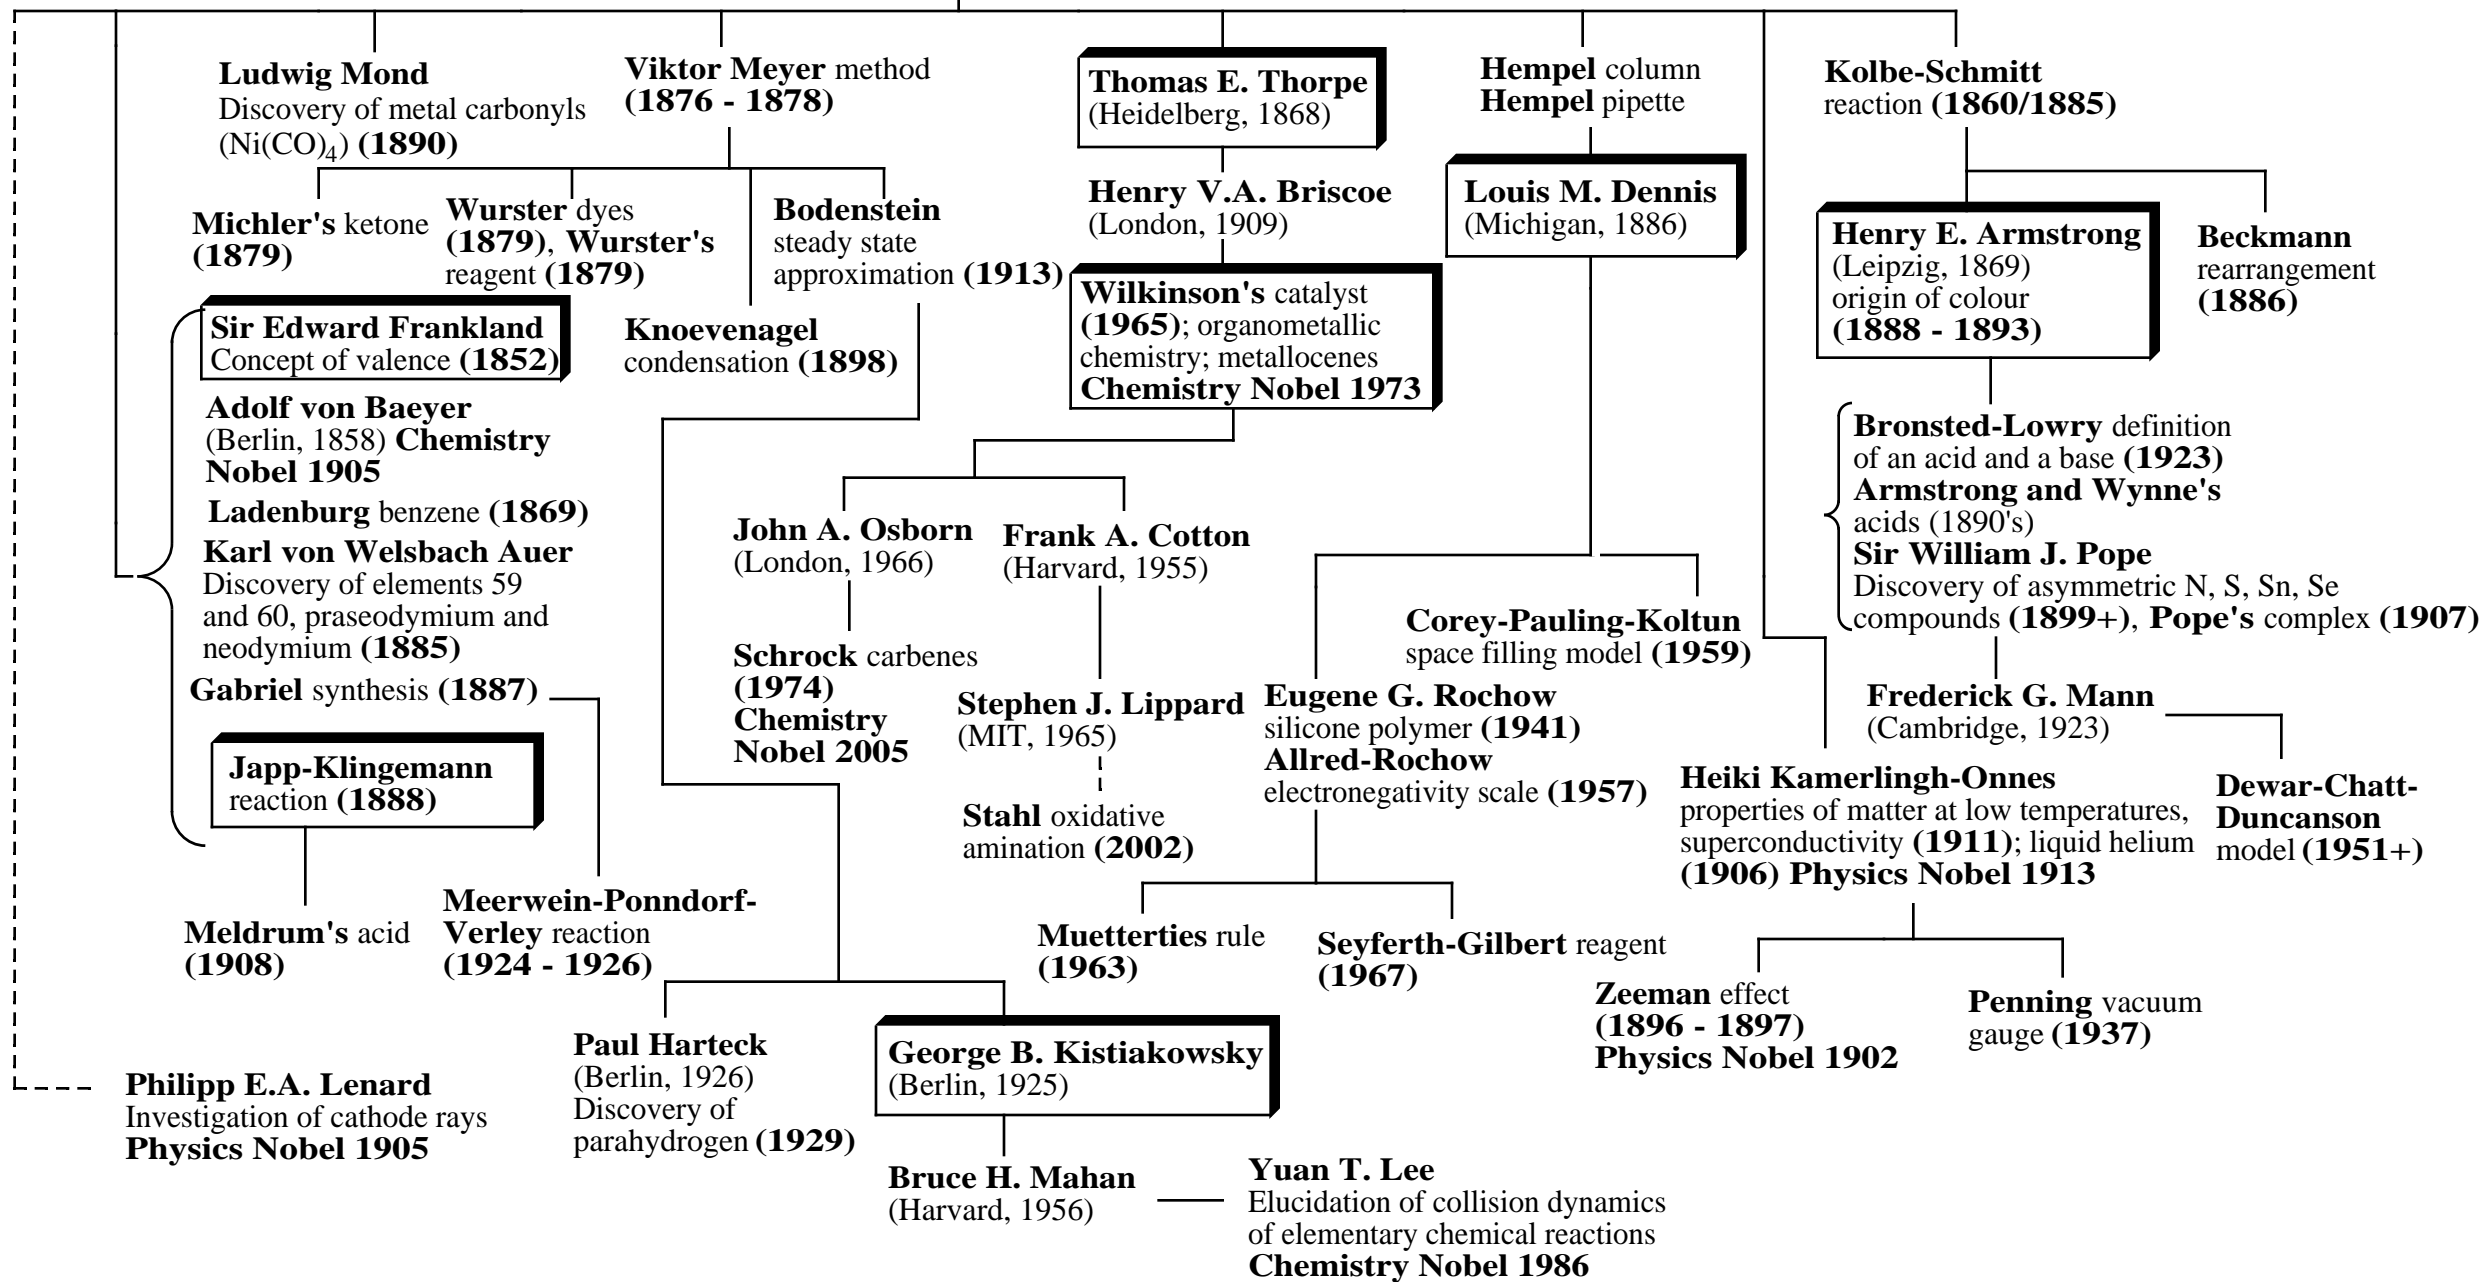 Ludwig Mond
Discovery of metal carbonyls
(Ni(CO)4) (1890)
Viktor Meyer method
(1876 - 1878)
Thomas E. Thorpe
(Heidelberg, 1868)
Hempel column
Hempel pipette
Kolbe-Schmitt
reaction (1860/1885)
Michler's ketone
(1879)
Wurster dyes
(1879), Wurster's
reagent (1879)
Bodenstein
steady state
approximation (1913)
Henry V.A. Briscoe
(London, 1909)
Louis M. Dennis
(Michigan, 1886)
Henry E. Armstrong
(Leipzig, 1869)
origin of colour
(1888 - 1893)
Beckmann
rearrangement
(1886)
Sir Edward Frankland
Concept of valence (1852)
Knoevenagel
condensation (1898)
Wilkinson's catalyst
(1965); organometallic
chemistry; metallocenes
Chemistry Nobel 1973
Adolf von Baeyer
(Berlin, 1858) Chemistry
Nobel 1905
Ladenburg benzene (1869)
Karl von Welsbach Auer
Discovery of elements 59
and 60, praseodymium and
neodymium (1885)
Gabriel synthesis (1887)
Japp-Klingemann
reaction (1888)
Meldrum's acid
(1908)
Meerwein-Ponndorf-
Verley reaction
(1924 - 1926)
John A. Osborn
(London, 1966)
Frank A. Cotton
(Harvard, 1955)
Schrock carbenes
(1974)
Chemistry
Nobel 2005
Stephen J. Lippard
(MIT, 1965)
Stahl oxidative
amination (2002)
Bronsted-Lowry definition
of an acid and a base (1923)
Armstrong and Wynne's
acids (1890's)
Sir William J. Pope
Discovery of asymmetric N, S, Sn, Se
compounds (1899+), Pope's complex (1907)
Corey-Pauling-Koltun
space filling model (1959)
Eugene G. Rochow
silicone polymer (1941)
Allred-Rochow
electronegativity scale (1957)
Frederick G. Mann
(Cambridge, 1923)
Heiki Kamerlingh-Onnes
properties of matter at low temperatures,
superconductivity (1911); liquid helium
(1906) Physics Nobel 1913
Dewar-Chatt-
Duncanson
model (1951+)
Muetterties rule
(1963)
Seyferth-Gilbert reagent
(1967)
Zeeman effect
(1896 - 1897)
Physics Nobel 1902
Penning vacuum
gauge (1937)
Philipp E.A. Lenard
Investigation of cathode rays
Physics Nobel 1905
Paul Harteck
(Berlin, 1926)
Discovery of
parahydrogen (1929)
George B. Kistiakowsky
(Berlin, 1925)
Bruce H. Mahan
(Harvard, 1956)
Yuan T. Lee
Elucidation of collision dynamics
of elementary chemical reactions
Chemistry Nobel 1986